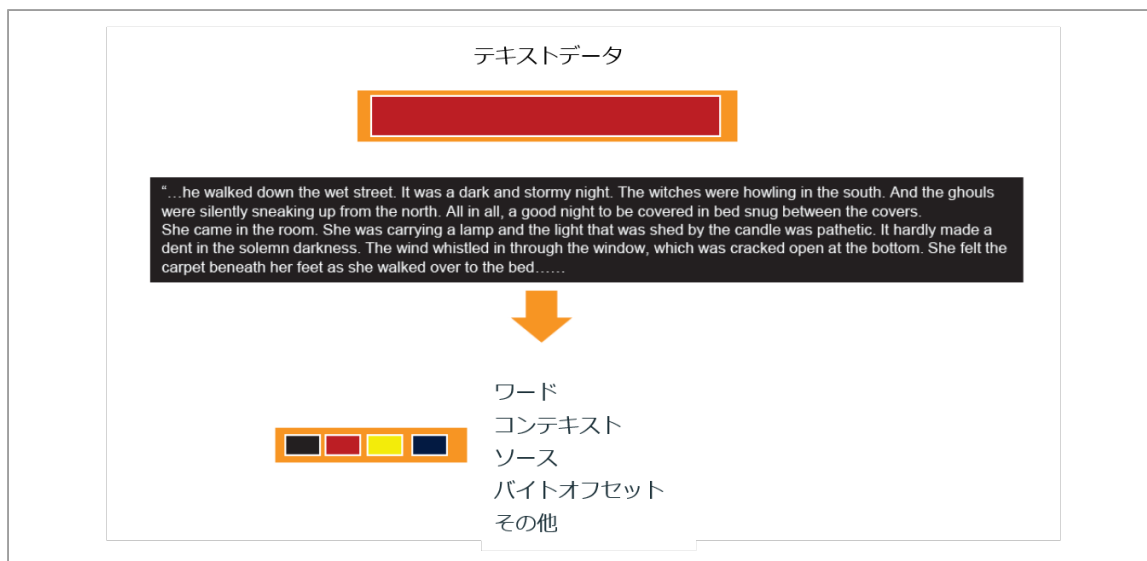 テキストデータ
“…he walked down the wet street. It was a dark and stormy night. The witches were howling in the south. And the ghouls
were silently sneaking up from the north. All in all, a good night to be covered in bed snug between the covers.
She came in the room. She was carrying a lamp and the light that was shed by the candle was pathetic. It hardly made a
dent in the solemn darkness. The wind whistled in through the window, which was cracked open at the bottom. She felt the
carpet beneath her feet as she walked over to the bed……
ワード
コンテキスト
ソース
バイトオフセット
その他